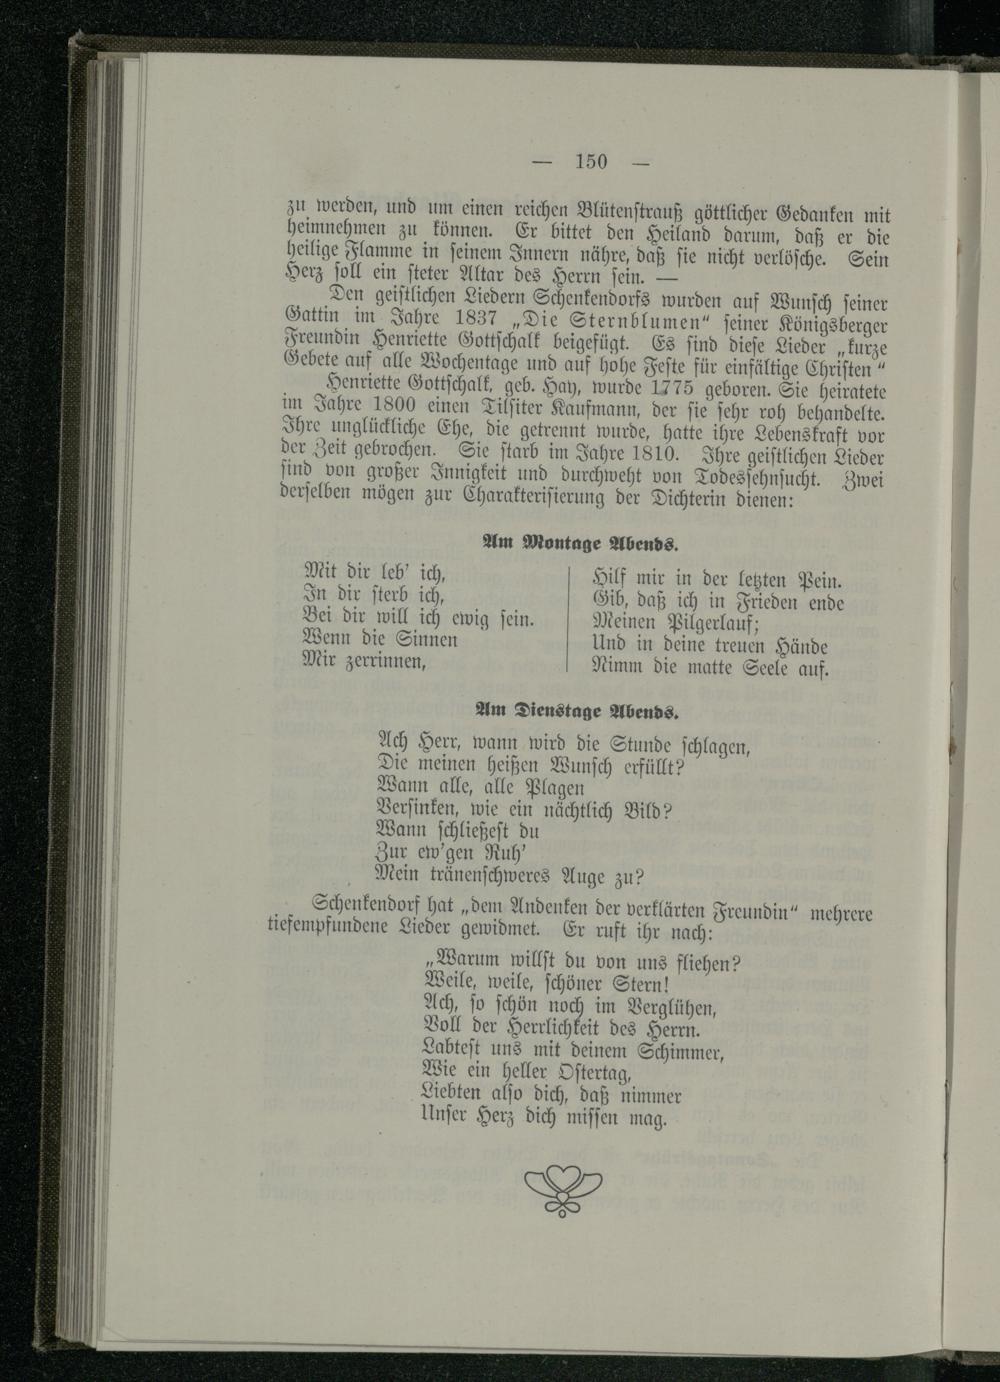 — 150 —
zu werden, und um einen reichen Blütenstrauß göttlicher Gedanken mit
heimnehmen zu können. Er bittet den Heiland darum, daß er die
heilige Flamme in seinem Innern nähre, daß sie nicht verlösche. Sein
Herz soll ein steter Altar des Herrn sein. —
Den geistlichen Liedern Schenkendorfs wurden auf Wunsch seiner
Gattin im Jahre 1837 „Die Sternblumen“ seiner Königsberger
Freundin Henriette Gottschalk beigefügt. Es sind diese Lieder „kurze
Gebete auf alle Wochentage und auf hohe Feste für einfältige Christen“
Henriette Gottschalk, geb. Hay, wurde 1775 geboren. Sie heiratete
im Jahre 1800 einen Tilsiter Kaufmann, der sie sehr roh behandelte.
Ihre unglückliche Ehe, die getrennt wurde, hatte ihre Lebenskraft vor
der Zeit gebrochen. Sie starb im Jahre 1810. Ihre geistlichen Lieder
sind von großer Innigkeit und durchweht von Todessehnsucht. Zwei
derselben mögen zur Charakterisierung der Dichterin dienen:
Am Montage Abends.
Mit dir leb’ ich,
In dir sterb ich,
Bei dir will ich ewig sein.
Wenn die Sinnen
Mir zerrinnen,
Hilf mir in der letzten Pein.
Gib, daß ich in Frieden ende
Meinen Pilgerlauf;
Und in deine treuen Hände
Nimm die matte Seele auf.
Am Dienstage Abends.
Ach Herr, wann wird die Stunde schlagen,
Die meinen heißen Wunsch erfüllt?
Wann alle, alle Plagen
Versinken, wie ein nächtlich Bild?
Wann schließest du
Zur ew’gen Ruh’
Mein tränenschweres Auge zu?
Schenkendorf hat „dem Andenken der verklärten Freundin“ mehrere
tiefempfundene Lieder gewidmet. Er ruft ihr nach:
„Warum willst du von uns fliehen?
Weile, weile, schöner Stern!
Ach, so schön noch im Verglühen,
Voll der Herrlichkeit des Herrn.
Labtest uns mit deinem Schimmer,
Wie ein heller Ostertag,
Liebten also dich, daß nimmer
Unser Herz dich missen mag.